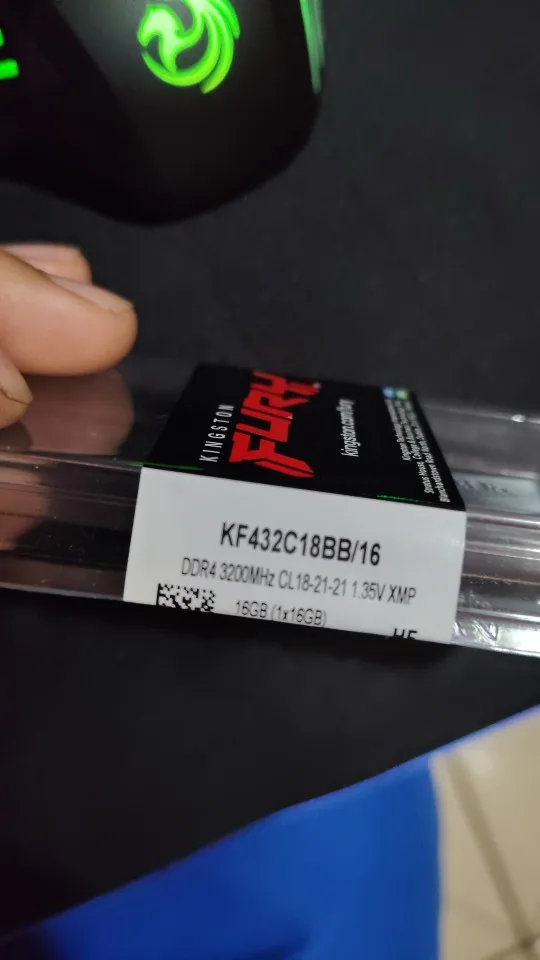 KINGSTON
FURY
kingston.com/fury
KF432C18BB/16
DDR4 3200MHz CL18-21-21 1.35V XMP
16GB (1x16GB)